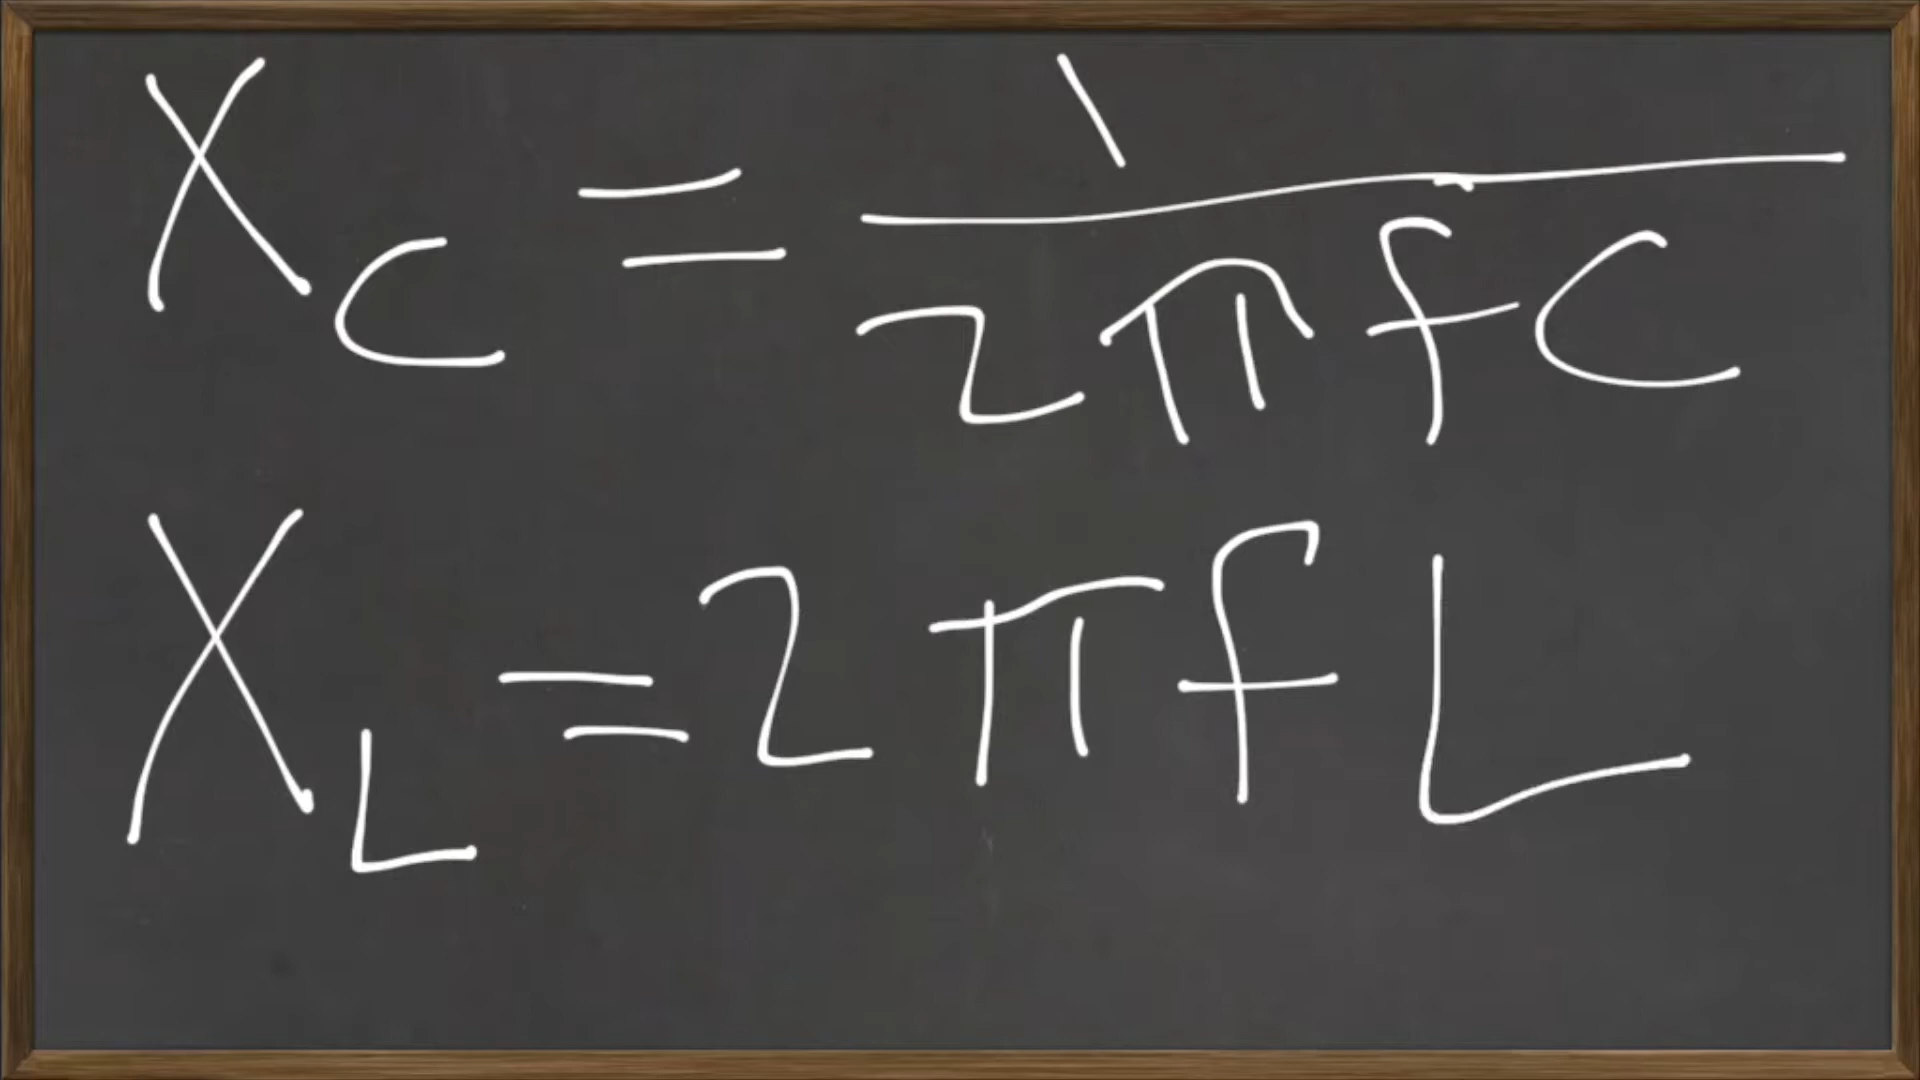 X_C = 1 / 2πfC
X_L = 2πfL